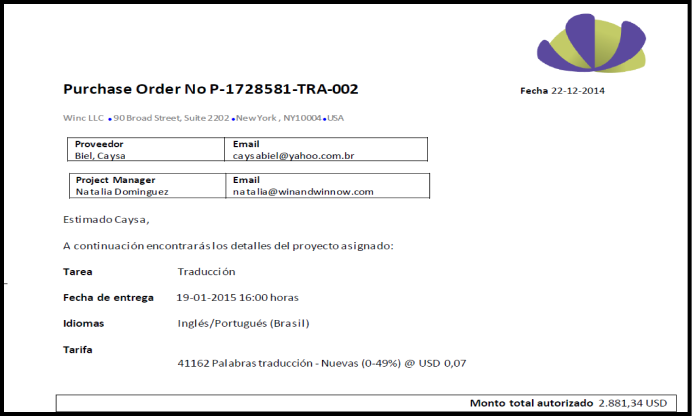 Purchase Order No P-1728581-TRA-002
Fecha 22-12-2014
Winc LLC • 90 Broad Street, Suite 2202 • New York, NY10004 • USA
Proveedor Email
Biel, Caysa caysabiel@yahoo.com.br
Project Manager Email
Natalia Dominguez natalia@winandwinnow.com
Estimado Caysa,
A continuación encontrarás los detalles del proyecto asignado:
Tarea Traducción
Fecha de entrega 19-01-2015 16:00 horas
Idiomas Inglés/Portugués (Brasil)
Tarifa
41162 Palabras traducción - Nuevas (0-49%) @ USD 0,07
Monto total autorizado 2.881,34 USD